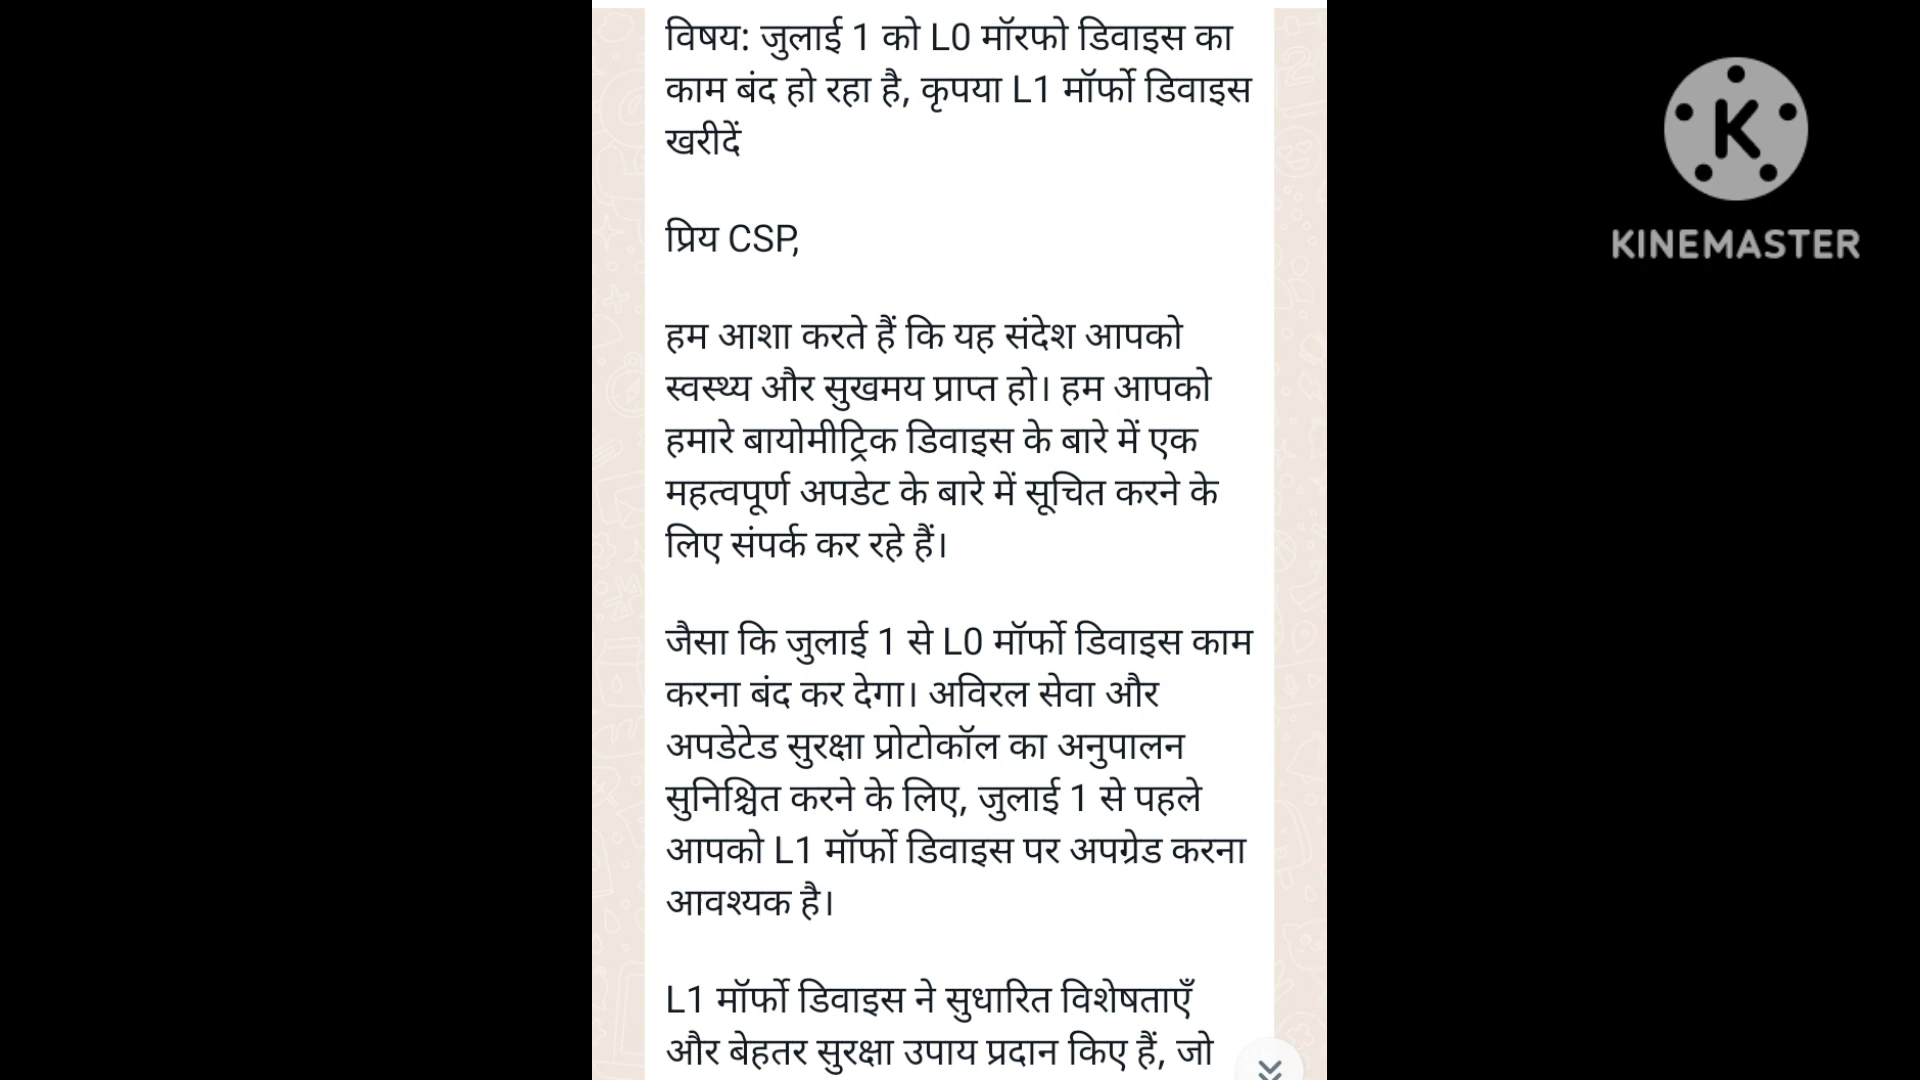 विषय: जुलाई 1 को L0 मॉरफो डिवाइस का
काम बंद हो रहा है, कृपया L1 मॉर्फो डिवाइस
खरीदें
प्रिय CSP,
हम आशा करते हैं कि यह संदेश आपको
स्वस्थ्य और सुखमय प्राप्त हो। हम आपको
हमारे बायोमीट्रिक डिवाइस के बारे में एक
महत्वपूर्ण अपडेट के बारे में सूचित करने के
लिए संपर्क कर रहे हैं।
जैसा कि जुलाई 1 से L0 मॉर्फो डिवाइस काम
करना बंद कर देगा। अविरल सेवा और
अपडेटेड सुरक्षा प्रोटोकॉल का अनुपालन
सुनिश्चित करने के लिए, जुलाई 1 से पहले
आपको L1 मॉर्फो डिवाइस पर अपग्रेड करना
आवश्यक है।
L1 मॉर्फो डिवाइस ने सुधारित विशेषताएँ
और बेहतर सुरक्षा उपाय प्रदान किए हैं, जो
K
KINEMASTER